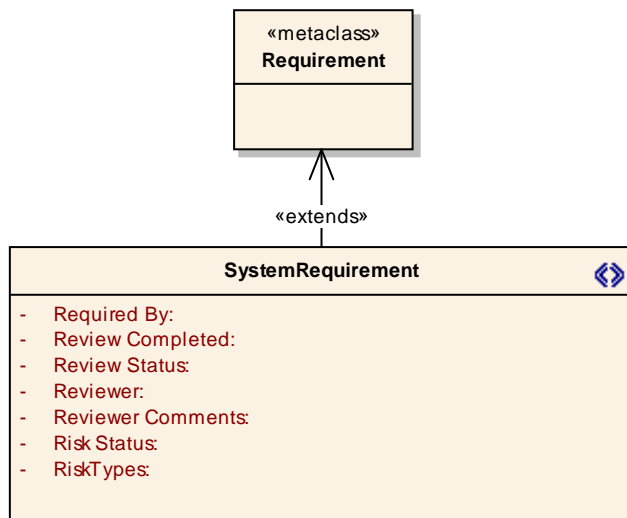 «metaclass»
Requirement
«extends»
SystemRequirement
- Required By:
- Review Completed:
- Review Status:
- Reviewer:
- Reviewer Comments:
- Risk Status:
- RiskTypes: